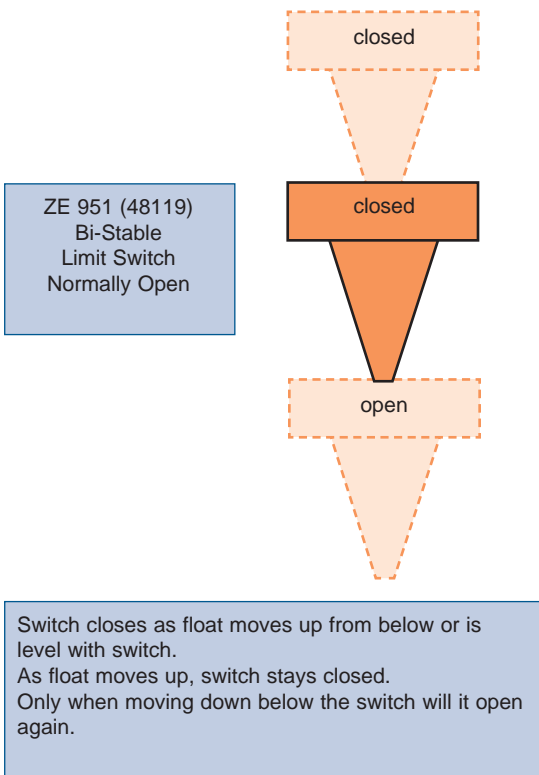 closed
closed
ZE 951 (48119)
Bi-Stable
Limit Switch
Normally Open
open
Switch closes as float moves up from below or is
level with switch.
As float moves up, switch stays closed.
Only when moving down below the switch will it open
again.